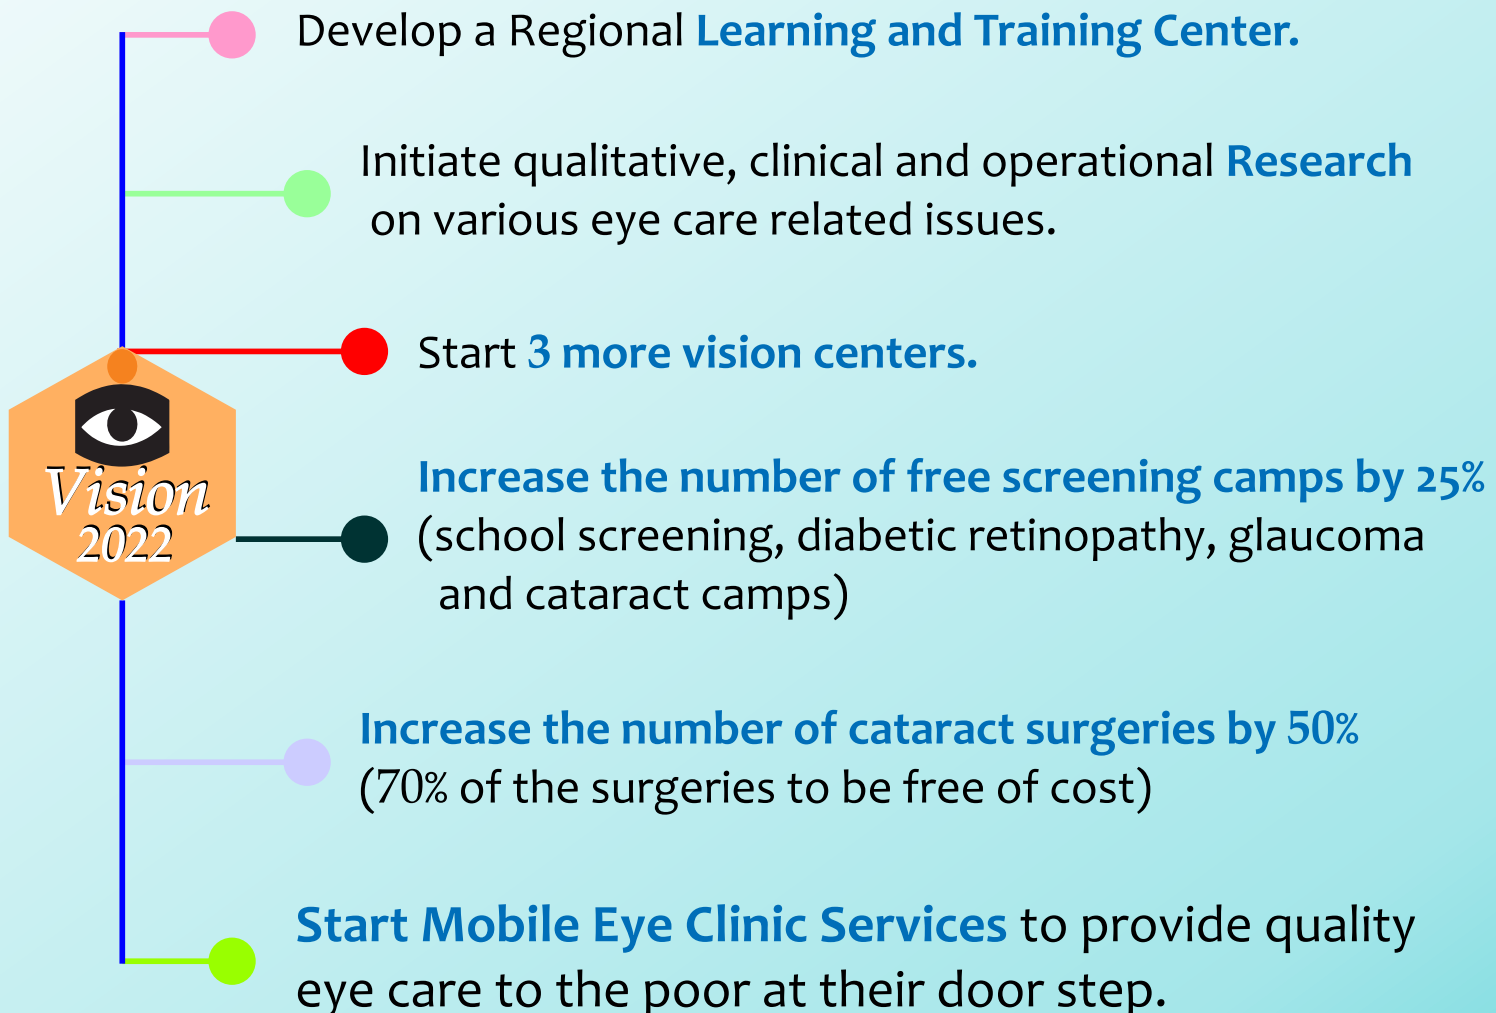 Develop a Regional Learning and Training Center.
Initiate qualitative, clinical and operational Research
on various eye care related issues.
Start 3 more vision centers.
Vision
2022
Increase the number of free screening camps by 25%
(school screening, diabetic retinopathy, glaucoma
and cataract camps)
Increase the number of cataract surgeries by 50%
(70% of the surgeries to be free of cost)
Start Mobile Eye Clinic Services to provide quality
eye care to the poor at their door step.